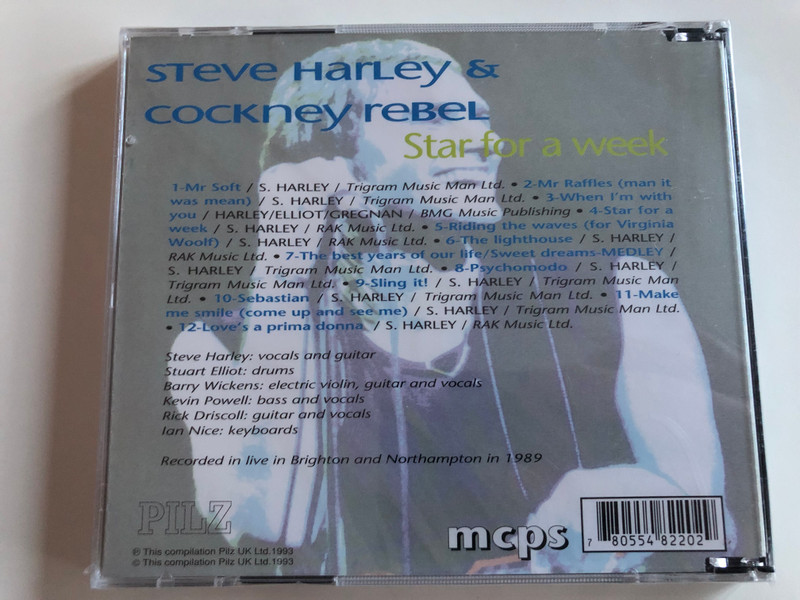 STEVE HARLEY &
COCKNEY REBEL
Star for a week
1-Mr Soft / S. HARLEY / Trigram Music Man Ltd. • 2-Mr Raffles (man it
was mean) / S. HARLEY / Trigram Music Man Ltd. • 3-When I'm with
you / HARLEY/ELLIOT/GREGNAN / BMG Music Publishing • 4-Star for a
week / S. HARLEY / RAK Music Ltd. • 5-Riding the waves (for Virginia
Woolf) / S. HARLEY / RAK Music Ltd. • 6-The lighthouse / S. HARLEY /
RAK Music Ltd. • 7-The best years of our life/Sweet dreams-MEDLEY /
S. HARLEY / Trigram Music Man Ltd. • 8-Psychomodo / S. HARLEY /
Trigram Music Man Ltd. • 9-Sling it! / S. HARLEY / Trigram Music Man
Ltd. • 10-Sebastian / S. HARLEY / Trigram Music Man Ltd. • 11-Make
me smile (come up and see me) / S. HARLEY / Trigram Music Man Ltd.
• 12-Love's a prima donna / S. HARLEY / RAK Music Ltd.
Steve Harley: vocals and guitar
Stuart Elliot: drums
Barry Wickens: electric violin, guitar and vocals
Kevin Powell: bass and vocals
Rick Driscoll: guitar and vocals
Ian Nice: keyboards
Recorded in live in Brighton and Northampton in 1989
PILZ
mcps
7 80554 82202
℗ This compilation Pilz UK Ltd.1993
© This compilation Pilz UK Ltd.1993